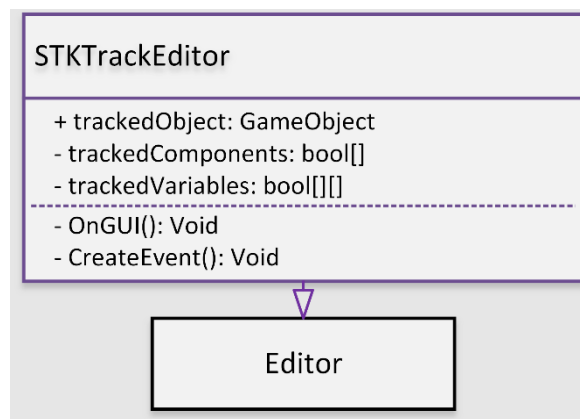 STKTrackEditor
+ trackedObject: GameObject
- trackedComponents: bool[]
- trackedVariables: bool[][]
- OnGUI(): Void
- CreateEvent(): Void
Editor